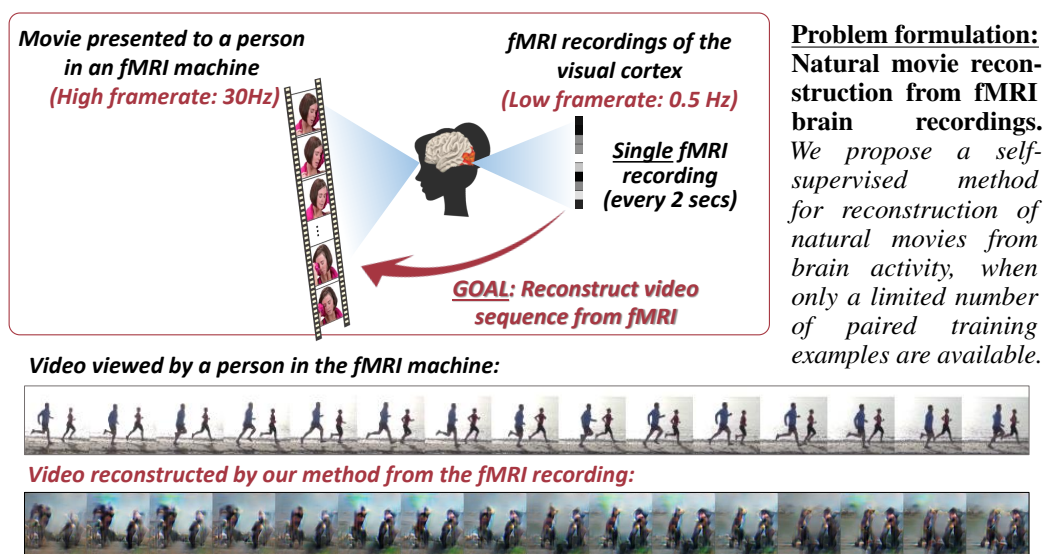 Movie presented to a person
in an fMRI machine
(High framerate: 30Hz)
fMRI recordings of the
visual cortex
(Low framerate: 0.5 Hz)
Single fMRI
recording
(every 2 secs)
GOAL: Reconstruct video
sequence from fMRI
Problem formulation:
Natural movie recon-
struction from fMRI
brain recordings.
We propose a self-
supervised method
for reconstruction of
natural movies from
brain activity, when
only a limited number
of paired training
examples are available.
Video viewed by a person in the fMRI machine:
Video reconstructed by our method from the fMRI recording: